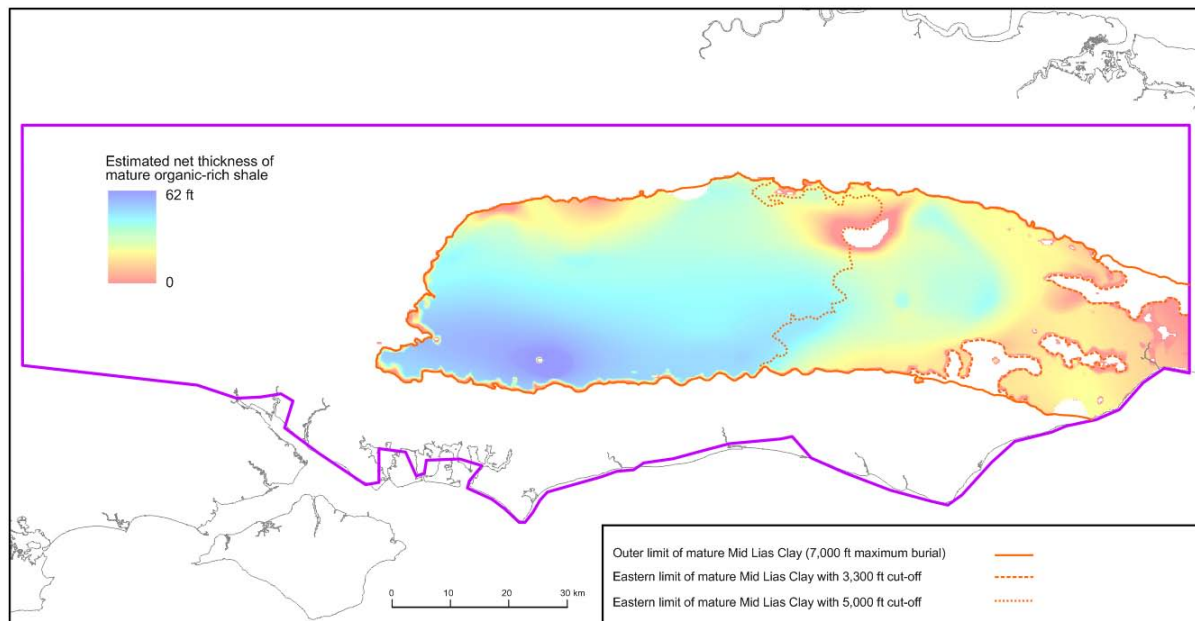 Estimated net thickness of
mature organic-rich shale
62 ft
0
Outer limit of mature Mid Lias Clay (7,000 ft maximum burial)
Eastern limit of mature Mid Lias Clay with 3,300 ft cut-off
Eastern limit of mature Mid Lias Clay with 5,000 ft cut-off
0 10 20 30 km